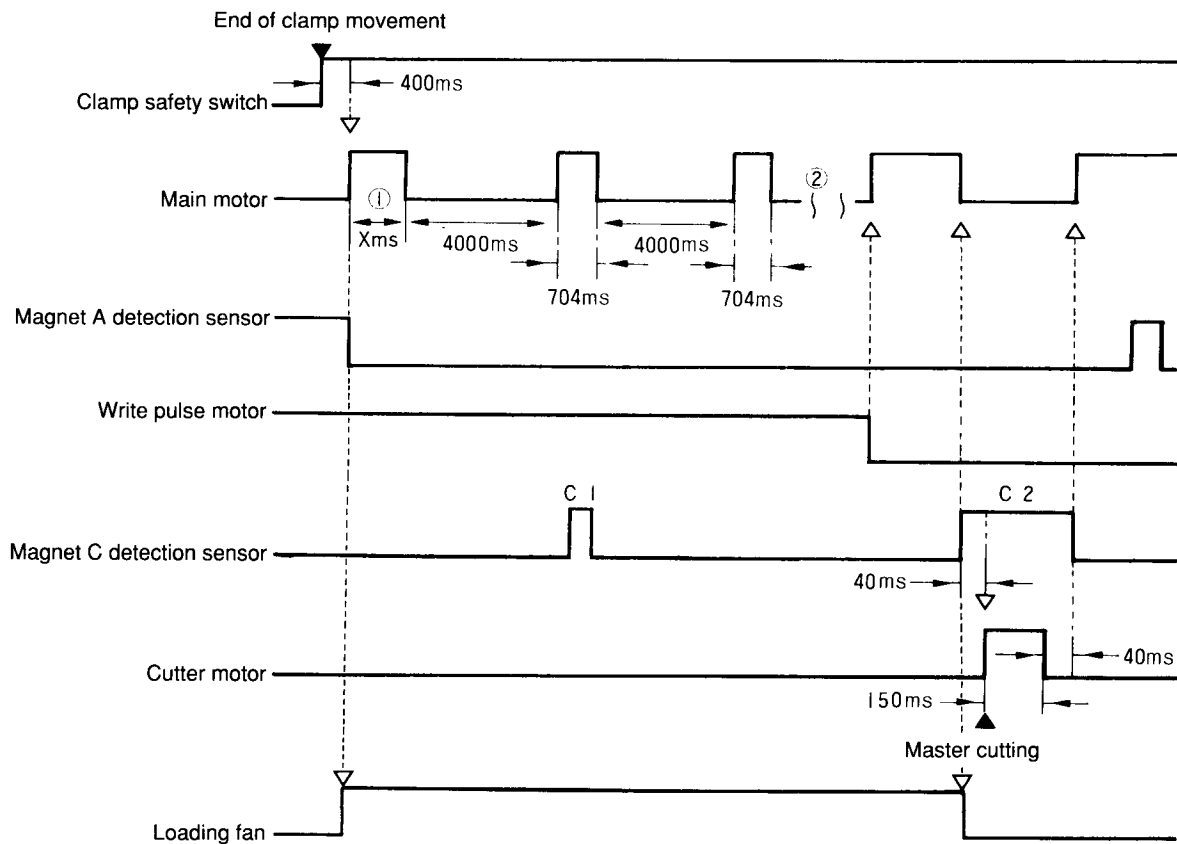 End of clamp movement
400ms
Clamp safety switch
Main motor
①
②
Xms
4000ms
4000ms
704ms
704ms
Magnet A detection sensor
Write pulse motor
C 1
C 2
Magnet C detection sensor
40ms
Cutter motor
40ms
150ms
Master cutting
Loading fan